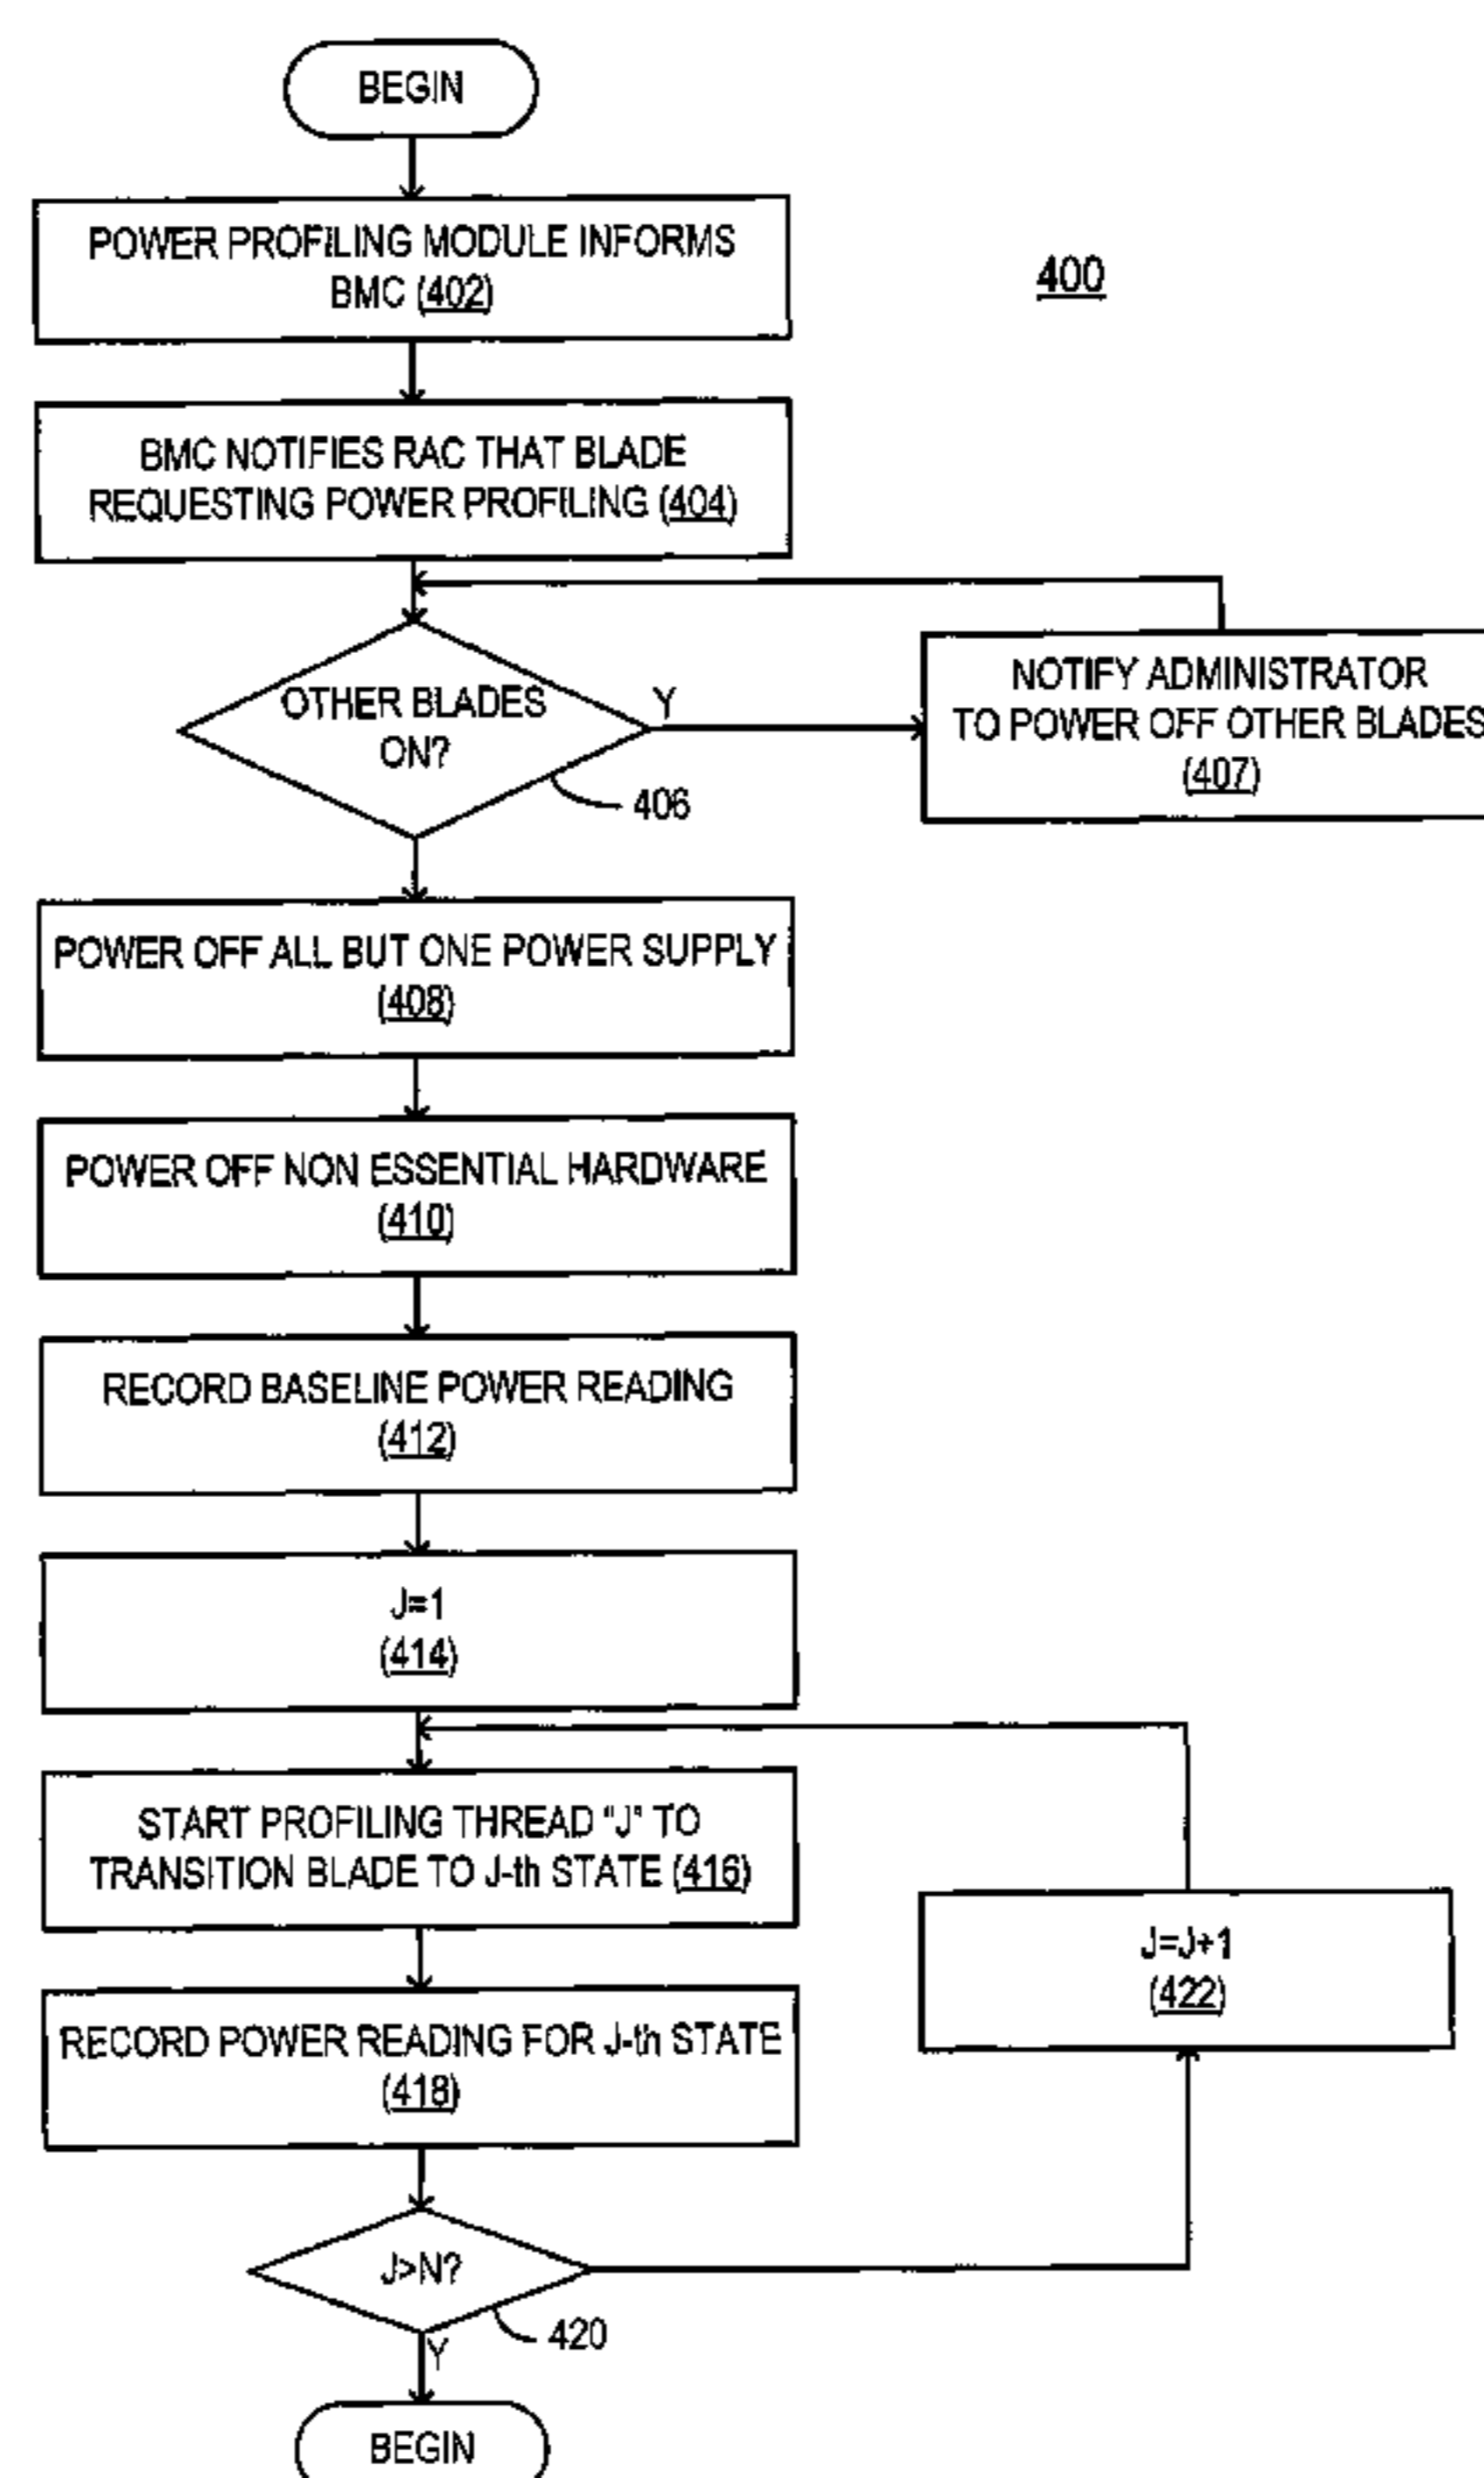 BEGIN
POWER PROFILING MODULE INFORMS
BMC (402)
400
BMC NOTIFIES RAC THAT BLADE
REQUESTING POWER PROFILING (404)
OTHER BLADES
ON?
Y
406
NOTIFY ADMINISTRATOR
TO POWER OFF OTHER BLADES
(407)
POWER OFF ALL BUT ONE POWER SUPPLY
(408)
POWER OFF NON ESSENTIAL HARDWARE
(410)
RECORD BASELINE POWER READING
(412)
J=1
(414)
START PROFILING THREAD "J" TO
TRANSITION BLADE TO J-th STATE (416)
J=J+1
(422)
RECORD POWER READING FOR J-th STATE
(418)
J>N?
420
Y
BEGIN